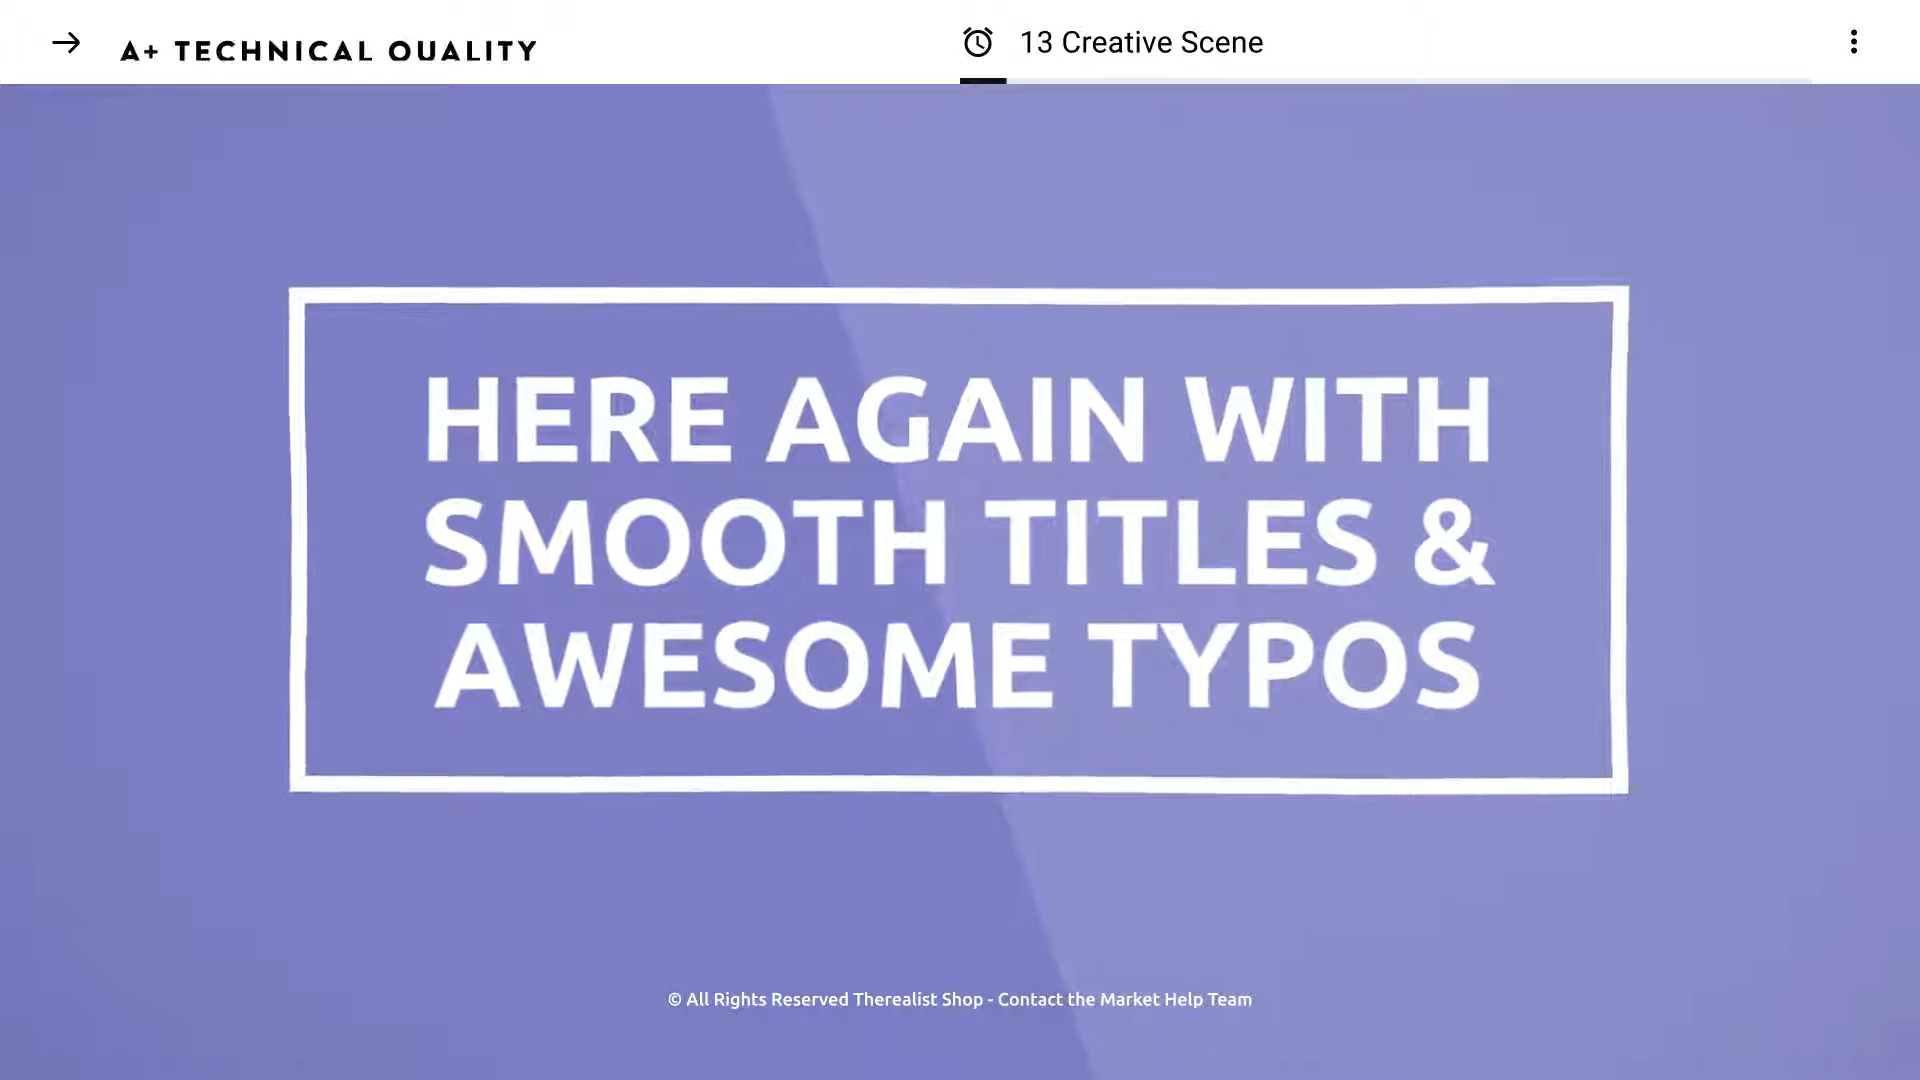 A+ TECHNICAL QUALITY
13 Creative Scene
HERE AGAIN WITH
SMOOTH TITLES &
AWESOME TYPOS
© All Rights Reserved Therealist Shop - Contact the Market Help Team